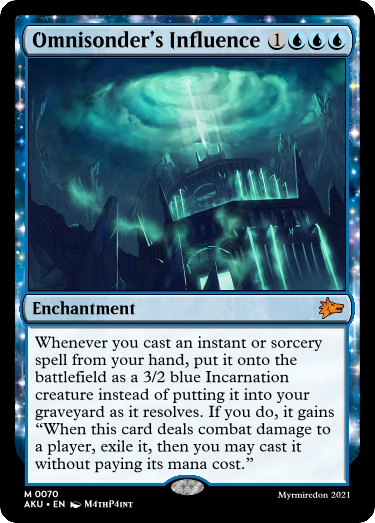 Omnisonder's Influence 1
Enchantment
Whenever you cast an instant or sorcery
spell from your hand, put it onto the
battlefield as a 3/2 blue Incarnation
creature instead of putting it into your
graveyard as it resolves. If you do, it gains
“When this card deals combat damage to
a player, exile it, then you may cast it
without paying its mana cost.”
M 0070
AKU • EN M4THP4INT
Myrmiredon 2021